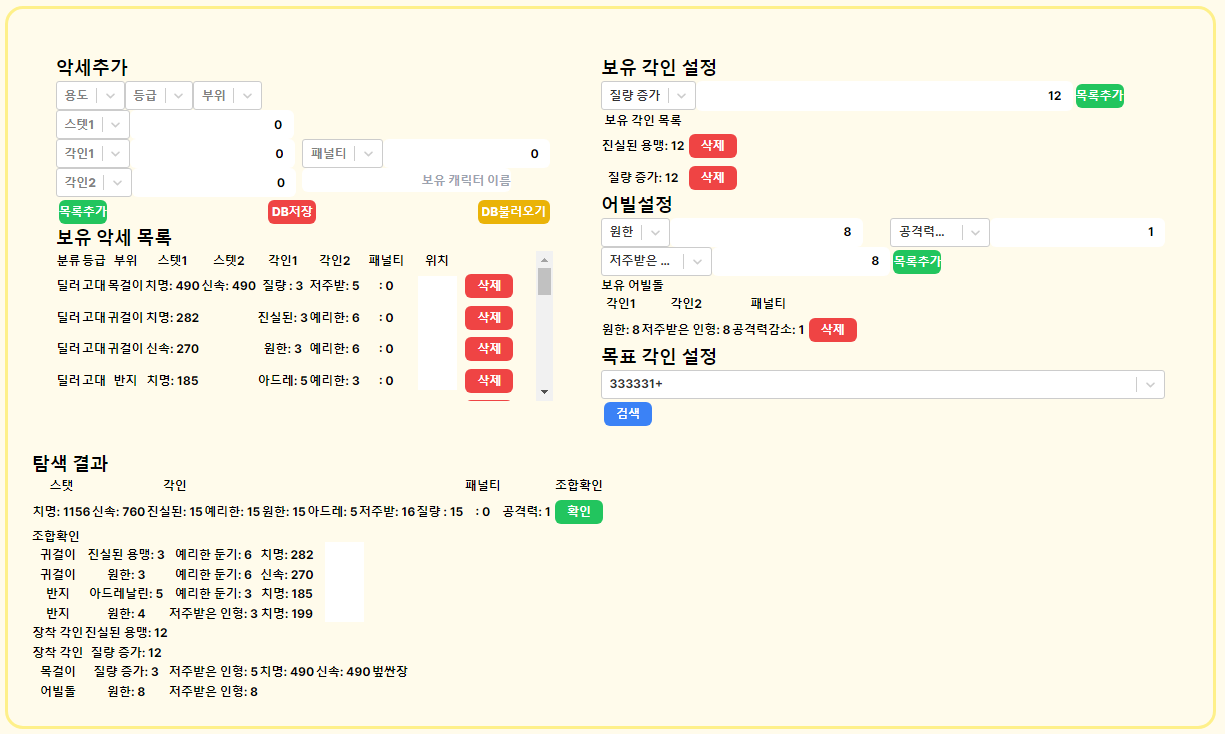 악세추가
용도 등급 부위
스텟1 0
각인1 0 패널티 0
각인2 0 보유 캐릭터 이름
목록추가 DB저장 DB불러오기
보유 악세 목록
분류 등급 부위 스텟1 스텟2 각인1 각인2 패널티 위치
딜러 고대 목걸이 치명: 490 신속: 490 질량 : 3 저주받: 5 : 0 삭제
딜러 고대 귀걸이 치명: 282 진실된: 3 예리한: 6 삭제
딜러 고대 귀걸이 신속: 270 원한: 3 예리한: 6 : 0 삭제
딜러 고대 반지 치명: 185 아드레: 5 예리한: 3 : 0 삭제
보유 각인 설정
질량 증가 12 목록추가
보유 각인 목록
진실된 용맹: 12 삭제
질량 증가: 12 삭제
어빌설정
원한 8 공격력... 1
저주받은 ... 8 목록추가
보유 어빌돌
각인1 각인2 패널티
원한: 8 저주받은 인형: 8 공격력감소: 1 삭제
목표 각인 설정
333331+
검색
탐색 결과
스탯 각인 패널티 조합확인
치명: 1156 신속: 760 진실된: 15 예리한: 15 원한: 15 아드레: 5 저주받: 16 질량 : 15 : 0 공격력: 1 확인
조합확인
귀걸이 진실된 용맹: 3 예리한 둔기: 6 치명: 282
귀걸이 원한: 3 예리한 둔기: 6 신속: 270
반지 아드레날린: 5 예리한 둔기: 3 치명: 185
반지 원한: 4 저주받은 인형: 3 치명: 199
장착 각인 진실된 용맹: 12
장착 각인 질량 증가: 12
목걸이 질량 증가: 3 저주받은 인형: 5 치명: 490 신속: 490 벞싼장
어빌돌 원한: 8 저주받은 인형: 8